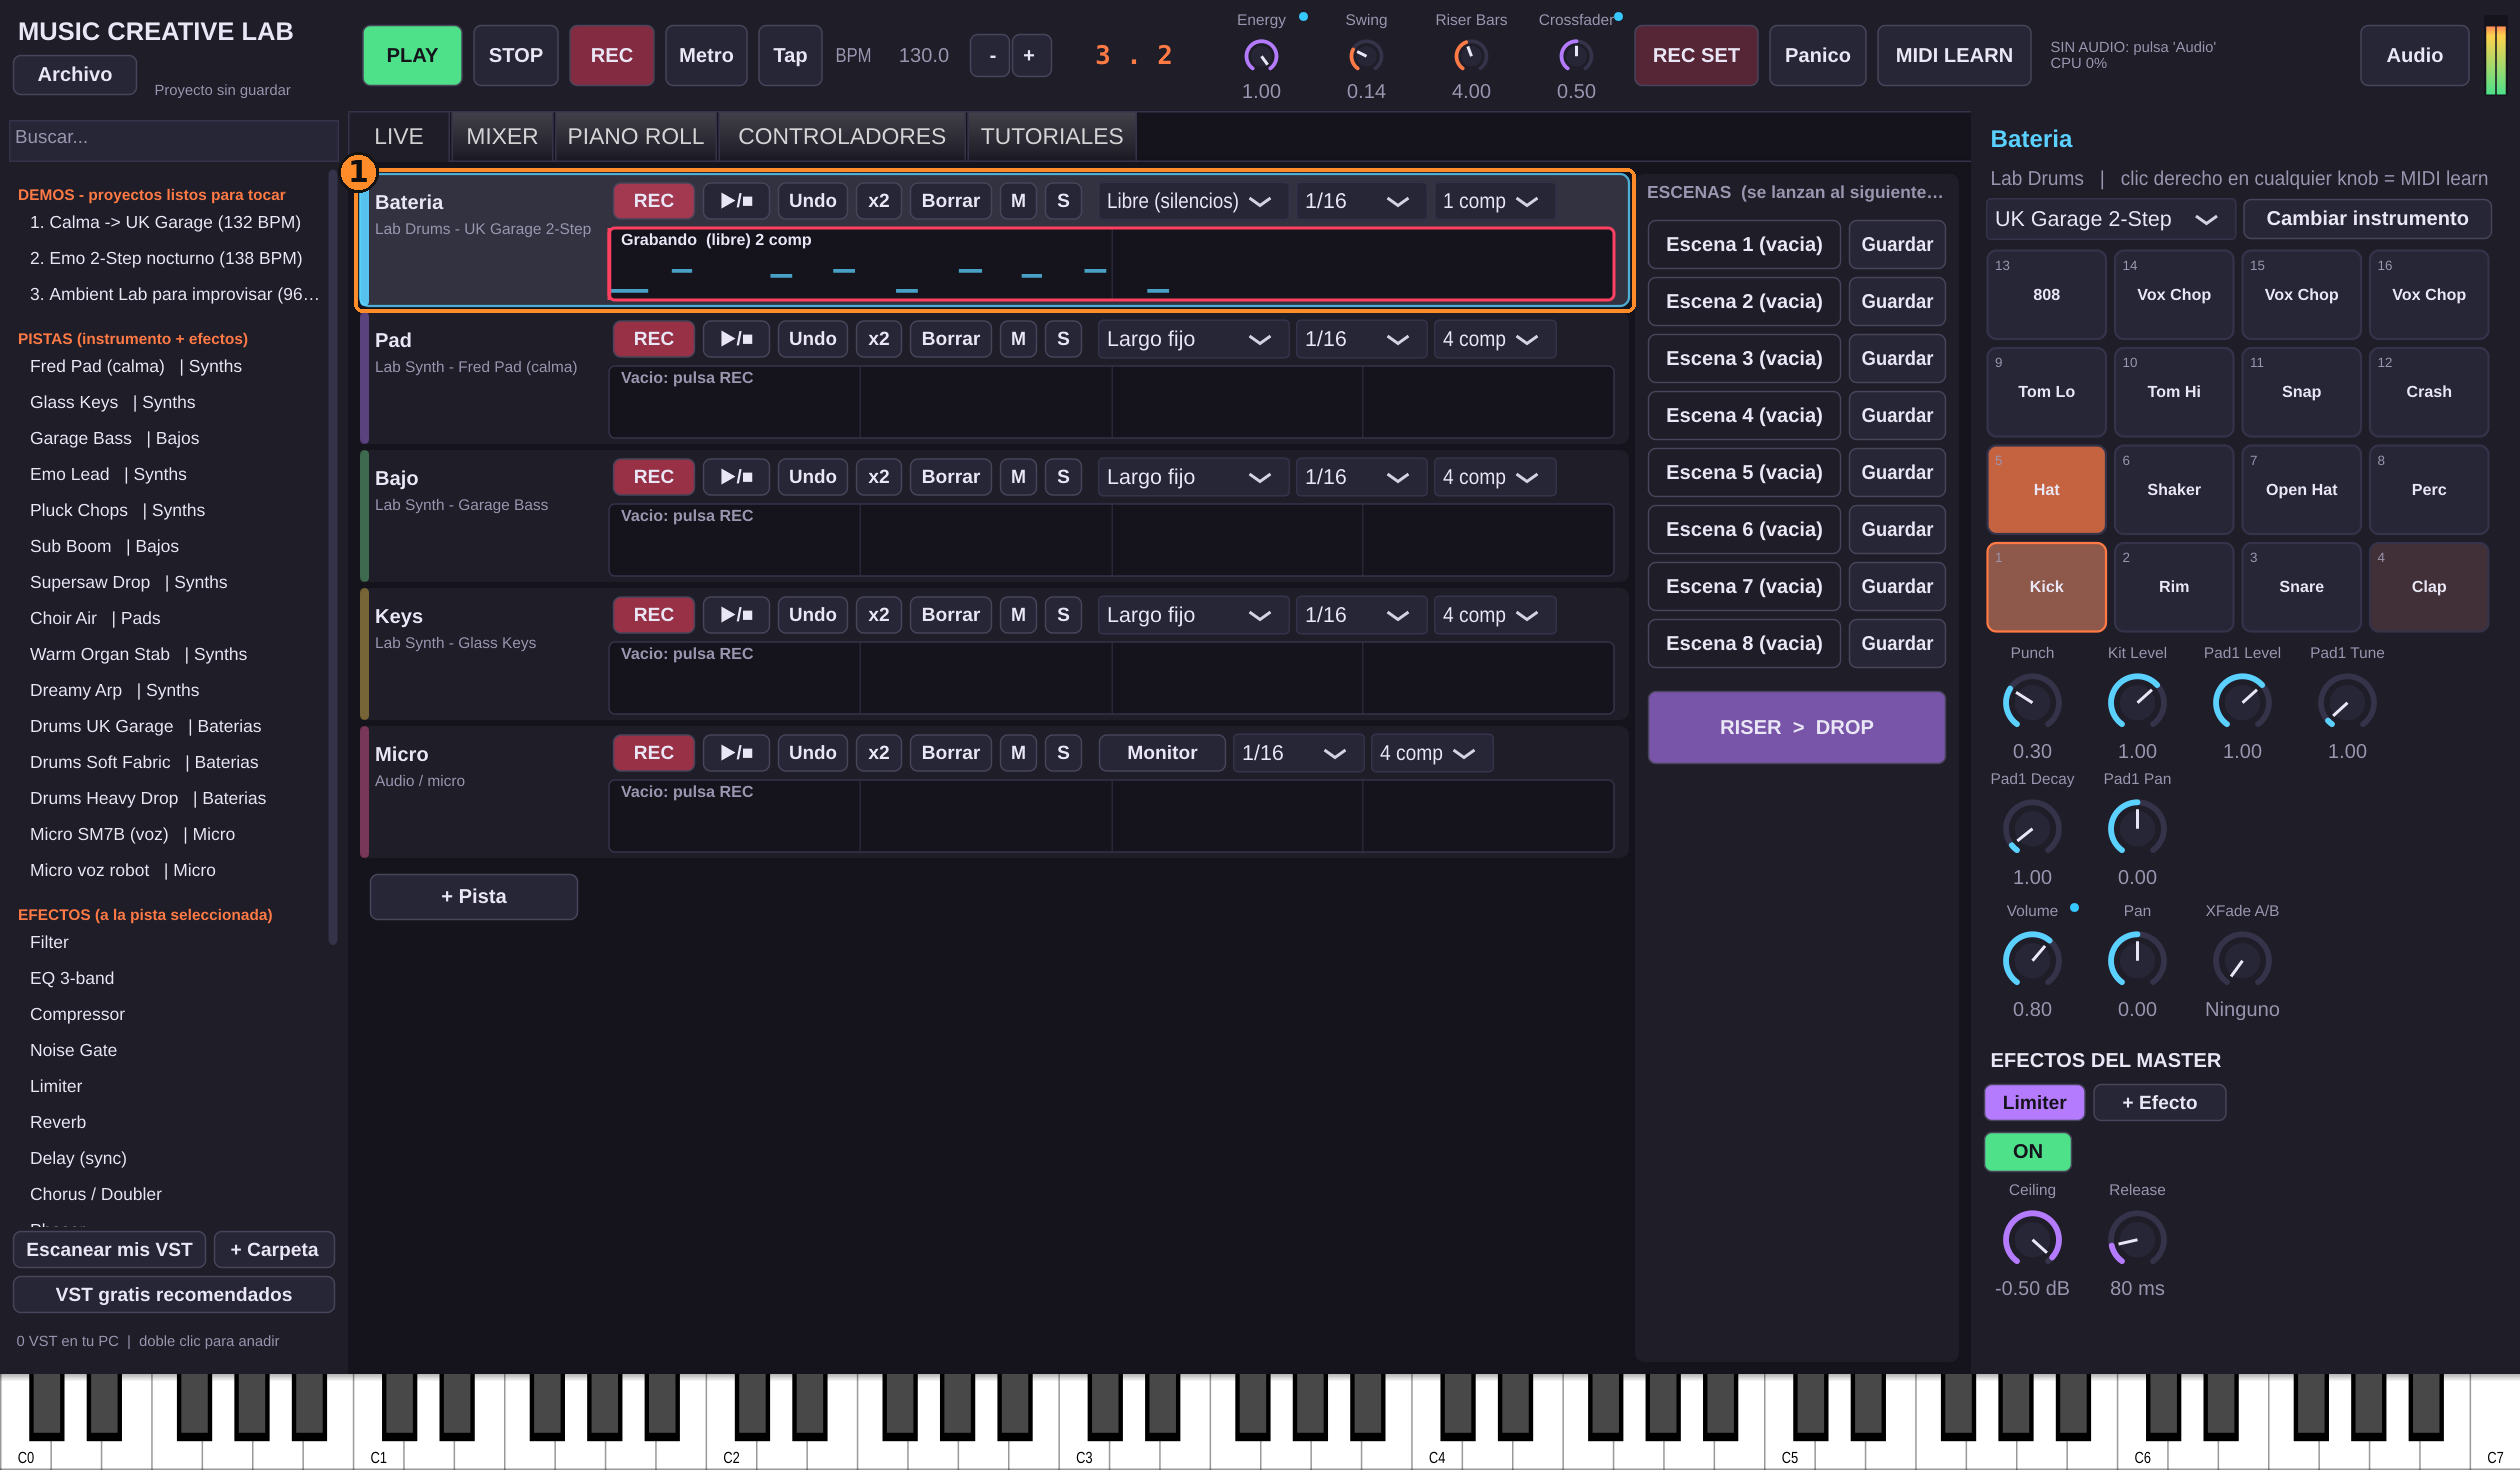 MUSIC CREATIVE LAB
Archivo
Proyecto sin guardar
PLAY STOP REC Metro Tap BPM 130.0 - + 3 . 2
Energy Swing Riser Bars Crossfader
1.00 0.14 4.00 0.50
REC SET Panico MIDI LEARN
SIN AUDIO: pulsa 'Audio'
CPU 0%
Audio
Buscar...
DEMOS - proyectos listos para tocar
1. Calma -> UK Garage (132 BPM)
2. Emo 2-Step nocturno (138 BPM)
3. Ambient Lab para improvisar (96...
PISTAS (instrumento + efectos)
Fred Pad (calma) | Synths
Glass Keys | Synths
Garage Bass | Bajos
Emo Lead | Synths
Pluck Chops | Synths
Sub Boom | Bajos
Supersaw Drop | Synths
Choir Air | Pads
Warm Organ Stab | Synths
Dreamy Arp | Synths
Drums UK Garage | Baterias
Drums Soft Fabric | Baterias
Drums Heavy Drop | Baterias
Micro SM7B (voz) | Micro
Micro voz robot | Micro
EFECTOS (a la pista seleccionada)
Filter
EQ 3-band
Compressor
Noise Gate
Limiter
Reverb
Delay (sync)
Chorus / Doubler
Escanear mis VST + Carpeta
VST gratis recomendados
0 VST en tu PC | doble clic para anadir
LIVE MIXER PIANO ROLL CONTROLADORES TUTORIALES
1
Bateria REC ▶/■ Undo x2 Borrar M S Libre (silencios) 1/16 1 comp
Lab Drums - UK Garage 2-Step
Grabando (libre) 2 comp
Pad REC ▶/■ Undo x2 Borrar M S Largo fijo 1/16 4 comp
Lab Synth - Fred Pad (calma)
Vacio: pulsa REC
Bajo REC ▶/■ Undo x2 Borrar M S Largo fijo 1/16 4 comp
Lab Synth - Garage Bass
Vacio: pulsa REC
Keys REC ▶/■ Undo x2 Borrar M S Largo fijo 1/16 4 comp
Lab Synth - Glass Keys
Vacio: pulsa REC
Micro REC ▶/■ Undo x2 Borrar M S Monitor 1/16 4 comp
Audio / micro
Vacio: pulsa REC
+ Pista
ESCENAS (se lanzan al siguiente...
Escena 1 (vacia) Guardar
Escena 2 (vacia) Guardar
Escena 3 (vacia) Guardar
Escena 4 (vacia) Guardar
Escena 5 (vacia) Guardar
Escena 6 (vacia) Guardar
Escena 7 (vacia) Guardar
Escena 8 (vacia) Guardar
RISER > DROP
Bateria
Lab Drums | clic derecho en cualquier knob = MIDI learn
UK Garage 2-Step Cambiar instrumento
13 14 15 16
808 Vox Chop Vox Chop Vox Chop
9 10 11 12
Tom Lo Tom Hi Snap Crash
5 6 7 8
Hat Shaker Open Hat Perc
1 2 3 4
Kick Rim Snare Clap
Punch Kit Level Pad1 Level Pad1 Tune
0.30 1.00 1.00 1.00
Pad1 Decay Pad1 Pan
1.00 0.00
Volume Pan XFade A/B
0.80 0.00 Ninguno
EFECTOS DEL MASTER
Limiter + Efecto
ON
Ceiling Release
-0.50 dB 80 ms
C0 C1 C2 C3 C4 C5 C6 C7